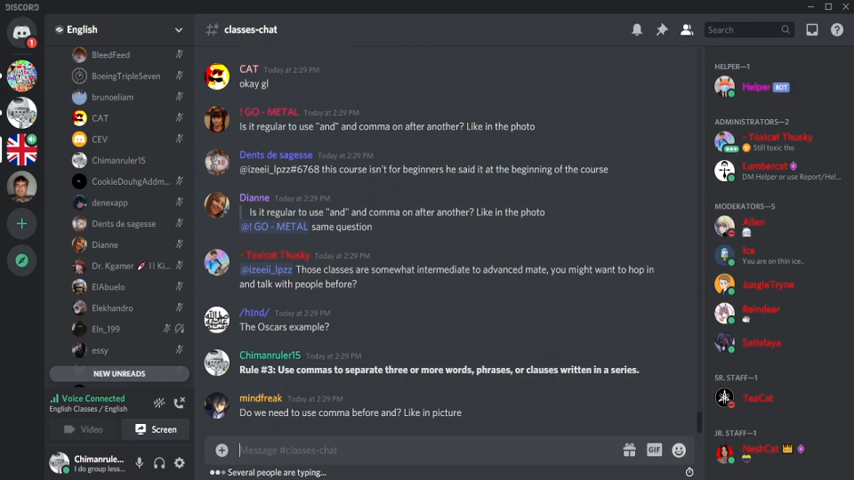 DISCORD
English
classes-chat
Search
BleedFeed
BoeingTripleSeven
brunoeliam
CAT
CEV
Chimanruler15
CookieDouhgAddm...
denexapp
Dents de sagesse
Dianne
Dr. Kgamer
ElAbuelo
Elekhandro
Eln_199
essy
NEW UNREADS
Voice Connected
English Classes / English
Video
Screen
Chimanrule...
I do group less...
CAT Today at 2:29 PM
okay gl
! GO - METAL Today at 2:29 PM
Is it regular to use "and" and comma on after another? Like in the photo
Dents de sagesse Today at 2:29 PM
@izeeii_lpzz#6768 this course isn't for beginners he said it at the beginning of the course
Dianne Today at 2:29 PM
Is it regular to use "and" and comma on after another? Like in the photo
@! GO - METAL same question
- Toxicat Thusky Today at 2:29 PM
@izeeii_lpzz Those classes are somewhat intermediate to advanced mate, you might want to hop in
and talk with people before?
/hɪnd/ Today at 2:29 PM
The Oscars example?
Chimanruler15 Today at 2:29 PM
Rule #3: Use commas to separate three or more words, phrases, or clauses written in a series.
mindfreak Today at 2:29 PM
Do we need to use comma before and? Like in picture
Message #classes-chat
GIF
Several people are typing...
HELPER—1
Helper BOT
ADMINISTRATORS—2
- Toxicat Thusky
Still toxic tho
Lambercat
DM Helper or use Report/Hel...
MODERATORS—5
Allen
Ice
You are on thin ice..
JungleTryne
Reindeer
Satisfaya
SR. STAFF—1
TeaCat
JR. STAFF—1
NeshCat